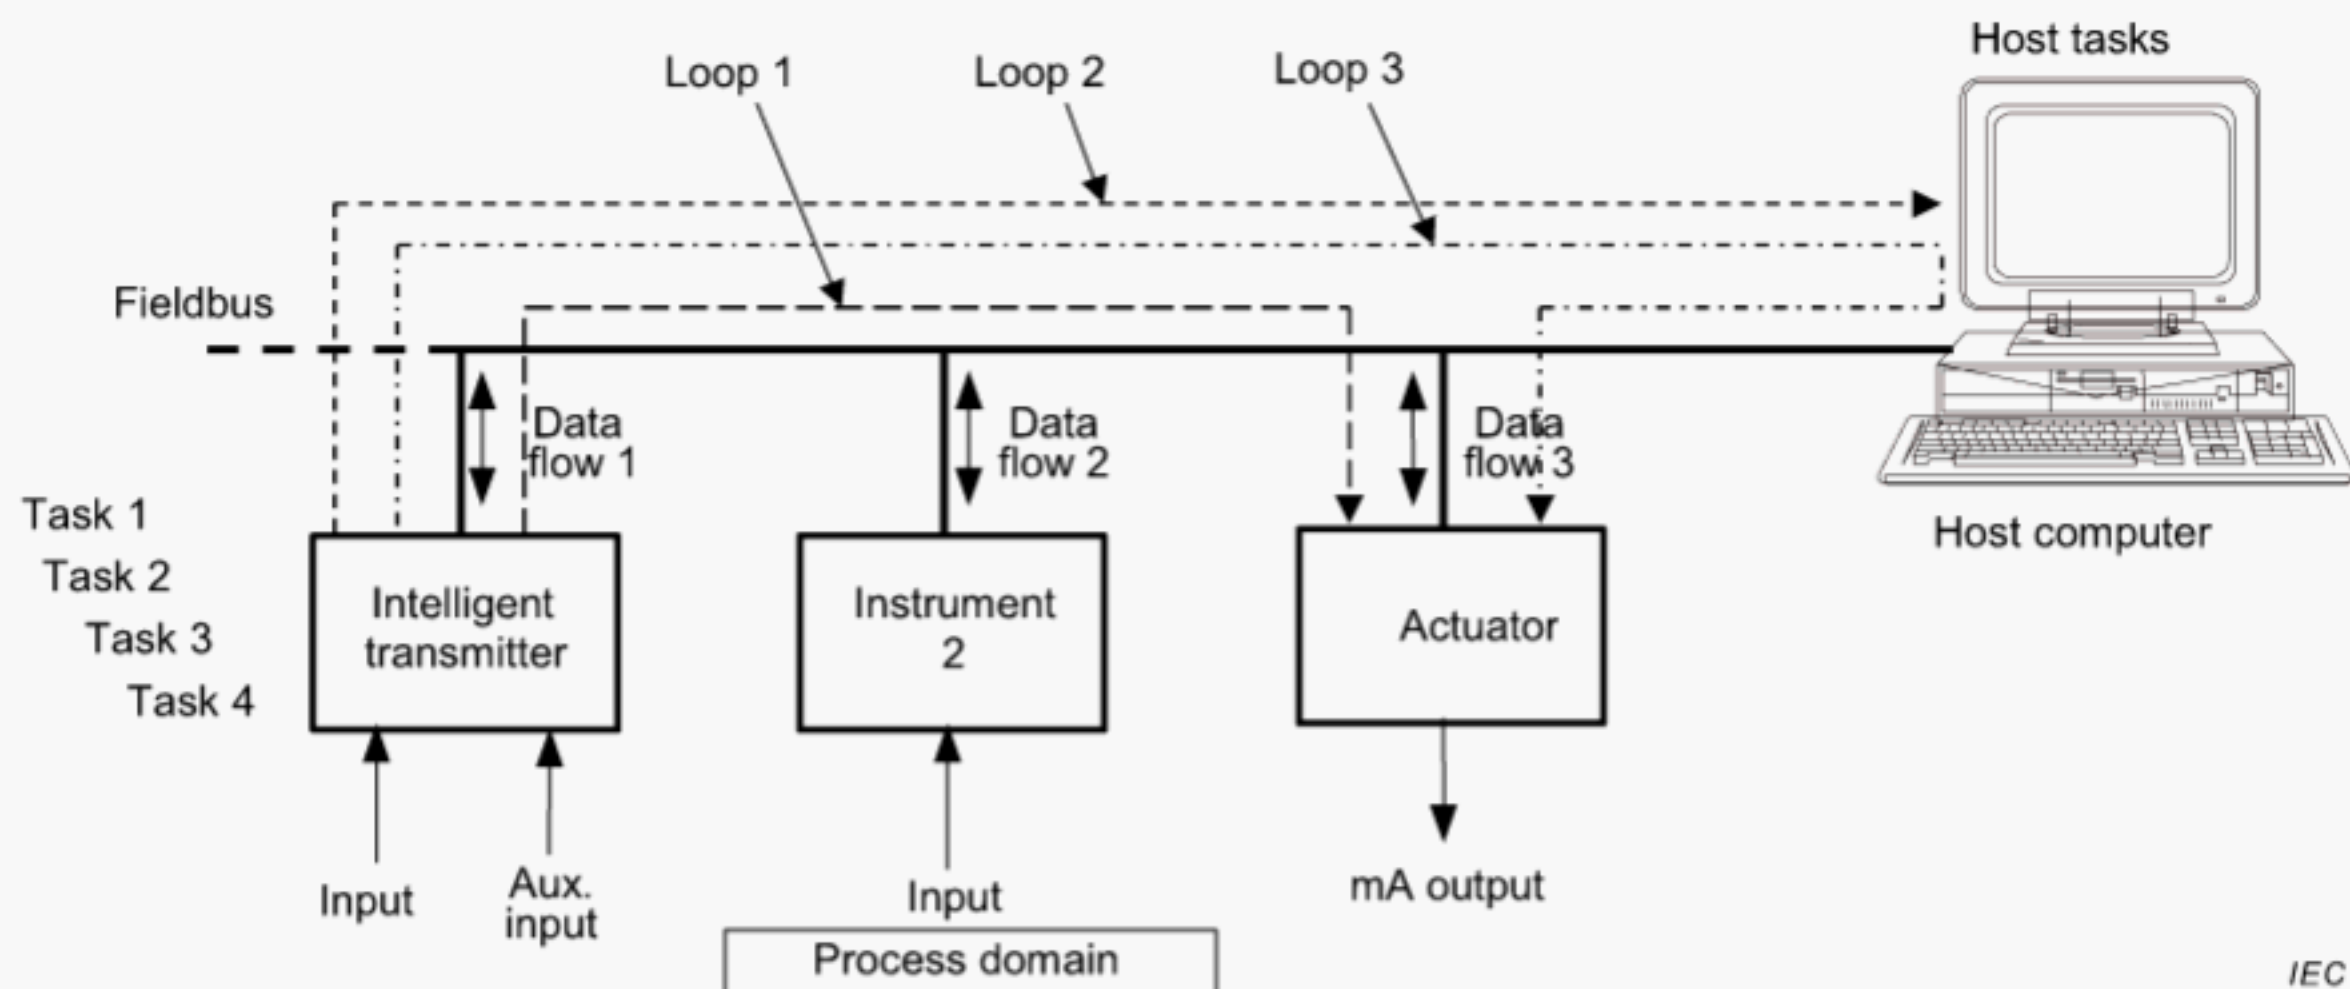 Host tasks
Loop 1
Loop 2
Loop 3
Fieldbus
Data
flow 1
Data
flow 2
Data
flow 3
Task 1
Task 2
Task 3
Task 4
Intelligent
transmitter
Instrument
2
Actuator
Host computer
Input
Aux.
input
Input
mA output
Process domain
IEC